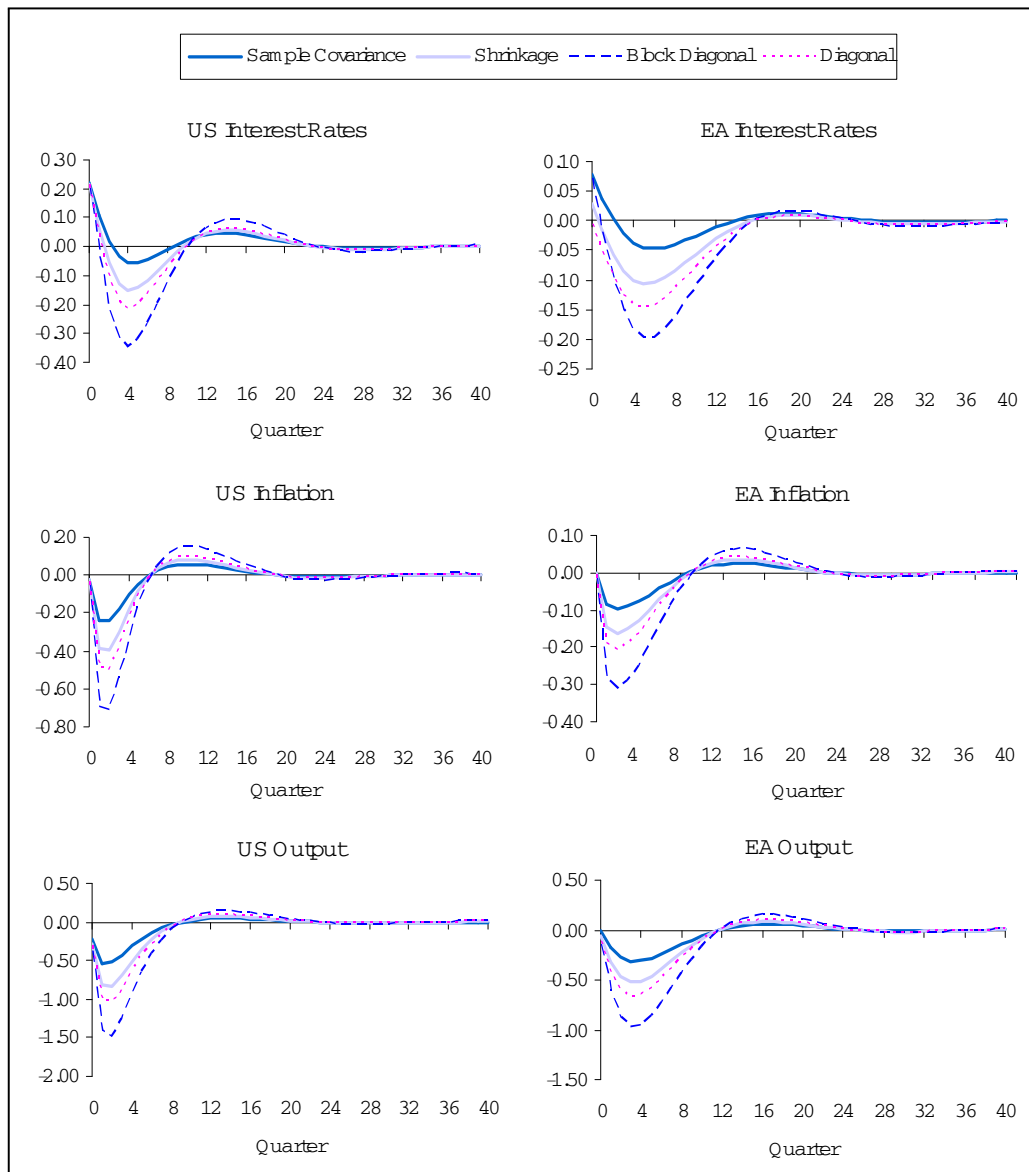 Sample Covariance Shrinkage Block Diagonal Diagonal
US Interest Rates
0.30
0.20
0.10
0.00
-0.10
-0.20
-0.30
-0.40
0 4 8 12 16 20 24 28 32 36 40
Quarter
EA Interest Rates
0.10
0.05
0.00
-0.05
-0.10
-0.15
-0.20
-0.25
0 4 8 12 16 20 24 28 32 36 40
Quarter
US Inflation
0.20
0.00
-0.20
-0.40
-0.60
-0.80
0 4 8 12 16 20 24 28 32 36 40
Quarter
EA Inflation
0.10
0.00
-0.10
-0.20
-0.30
-0.40
0 4 8 12 16 20 24 28 32 36 40
Quarter
US Output
0.50
0.00
-0.50
-1.00
-1.50
-2.00
0 4 8 12 16 20 24 28 32 36 40
Quarter
EA Output
0.50
0.00
-0.50
-1.00
-1.50
0 4 8 12 16 20 24 28 32 36 40
Quarter